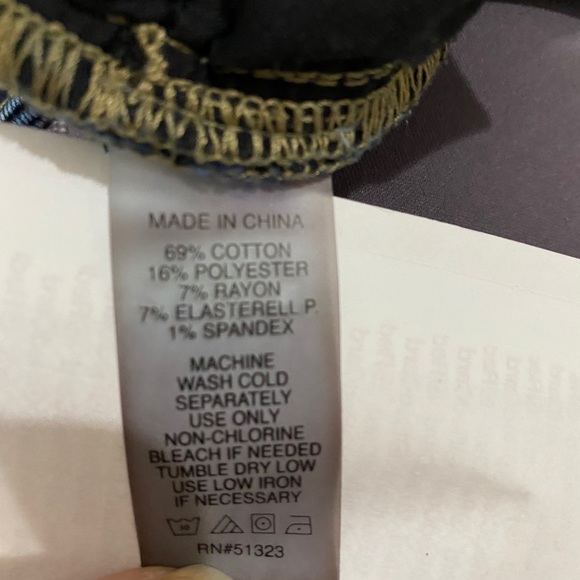 MADE IN CHINA
69% COTTON
16% POLYESTER
7% RAYON
7% ELASTERELL P.
1% SPANDEX
MACHINE
WASH COLD
SEPARATELY
USE ONLY
NON-CHLORINE
BLEACH IF NEEDED
TUMBLE DRY LOW
USE LOW IRON
IF NECESSARY
RN#51323